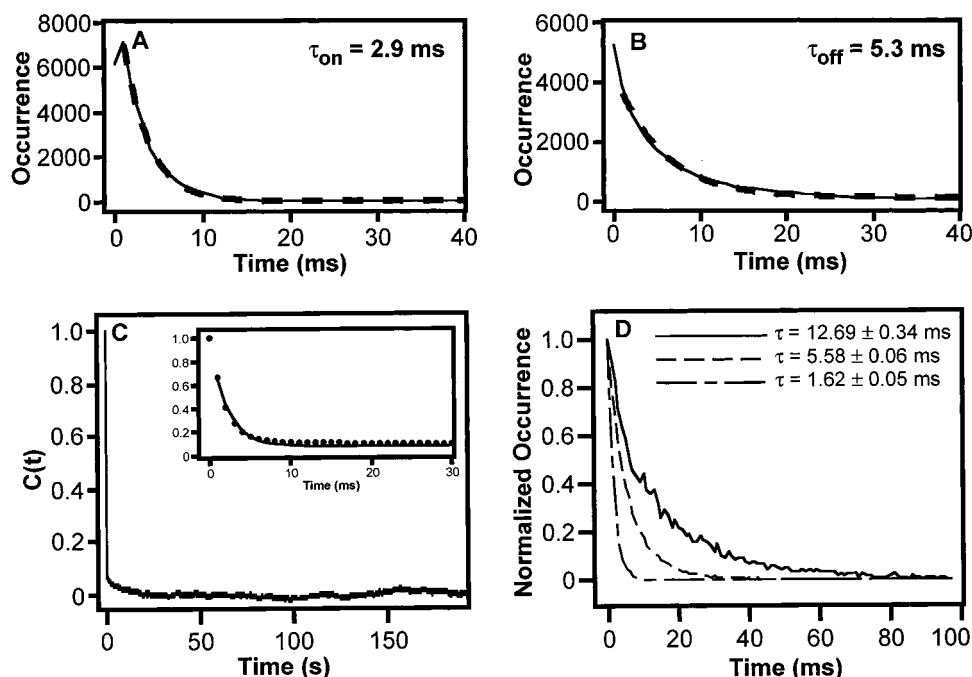 A
τon = 2.9 ms
Occurrence
8000
6000
4000
2000
0
0 10 20 30 40
Time (ms)
B
τoff = 5.3 ms
Occurrence
6000
4000
2000
0
0 10 20 30 40
Time (ms)
C
C(t)
1.0
0.8
0.6
0.4
0.2
0
0 50 100 150
Time (s)
1.0
0.8
0.6
0.4
0.2
0
0 10 20 30
Time (ms)
D
τ = 12.69 ± 0.34 ms
τ = 5.58 ± 0.06 ms
τ = 1.62 ± 0.05 ms
Normalized Occurrence
1.0
0.8
0.6
0.4
0.2
0
0 20 40 60 80 100
Time (ms)